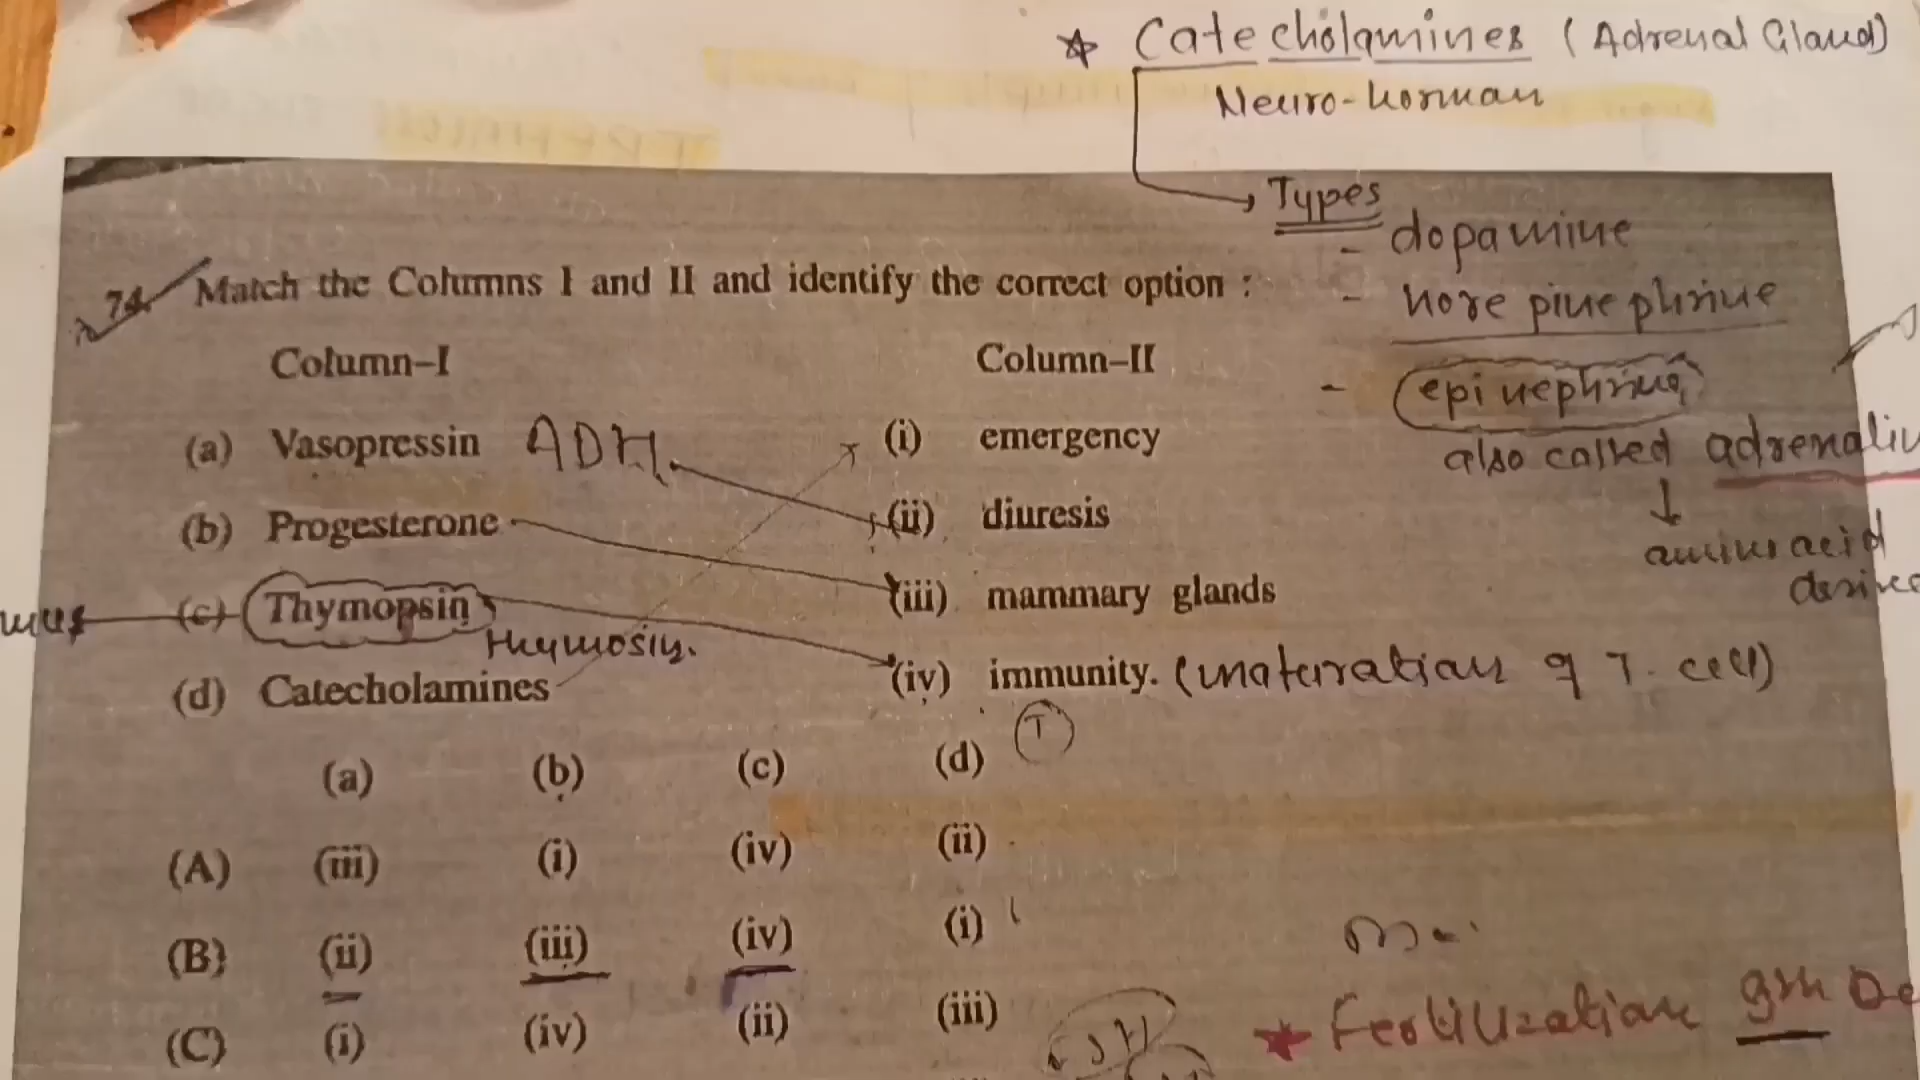 ★ Catecholamines (Adrenal Gland)
Neuro-horman
Types
- dopamine
- norepinephrine
- epinephrine
also called
↓
amino acid
74. Match the Columns I and II and identify the correct option :
Column–I Column–II
(a) Vasopressin ADH. (i) emergency
(b) Progesterone (ii) diuresis
(c) Thymopsin (iii) mammary glands
Thymosin.
(d) Catecholamines (iv) immunity. (maturation of T. cell)
T
(a) (b) (c) (d)
(A) (iii) (i) (iv) (ii)
(B) (ii) (iii) (iv) (i)
(C) (i) (iv) (ii) (iii)
★ Fertilization